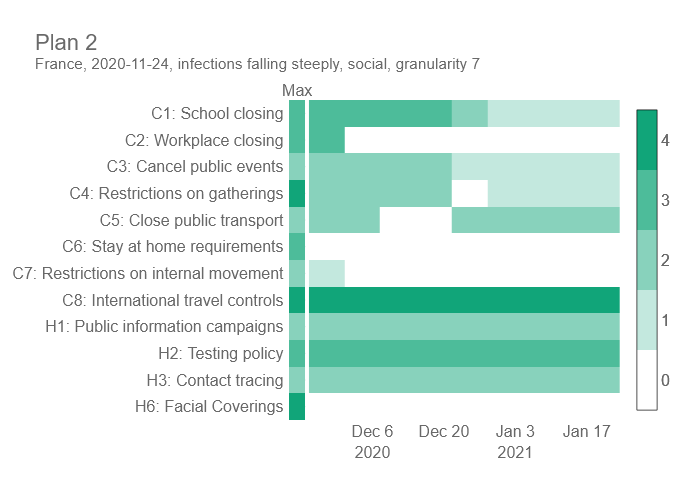 Plan 2
France, 2020-11-24, infections falling steeply, social, granularity 7
Max
C1: School closing
C2: Workplace closing
C3: Cancel public events
C4: Restrictions on gatherings
C5: Close public transport
C6: Stay at home requirements
C7: Restrictions on internal movement
C8: International travel controls
H1: Public information campaigns
H2: Testing policy
H3: Contact tracing
H6: Facial Coverings
Dec 6 Dec 20 Jan 3 Jan 17
2020 2021
4
3
2
1
0